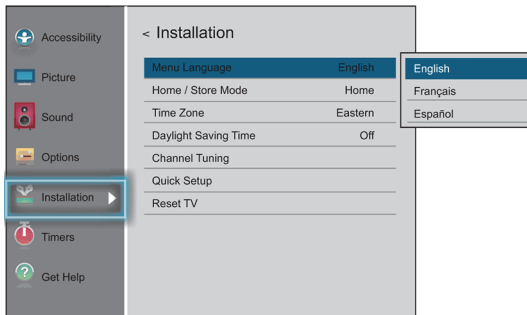 Accessibility
Picture
Sound
Options
Installation
Timers
Get Help
< Installation
Menu Language English
Home / Store Mode Home
Time Zone Eastern
Daylight Saving Time Off
Channel Tuning
Quick Setup
Reset TV
English
Français
Español